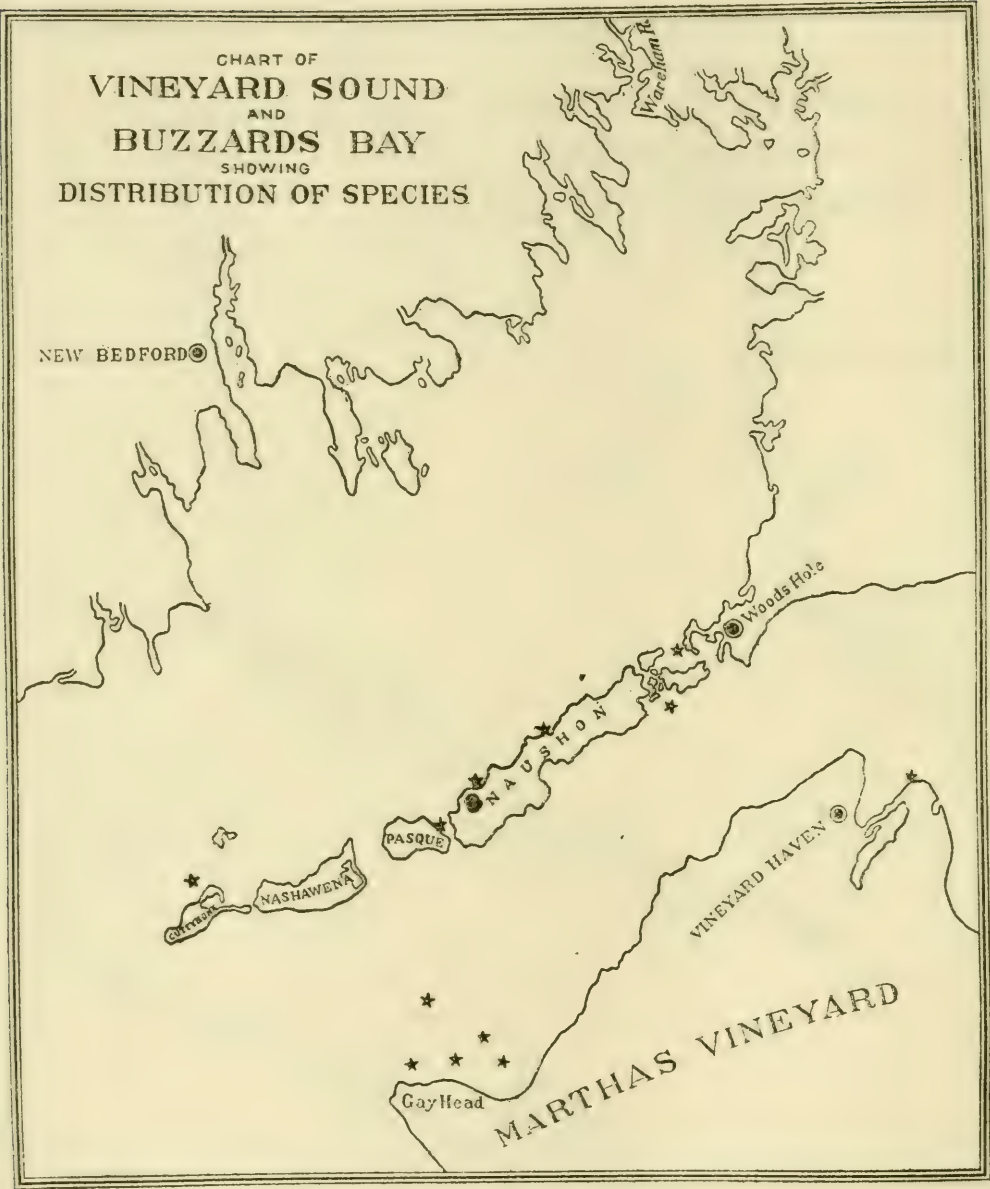 CHART OF
VINEYARD SOUND
AND
BUZZARDS BAY
SHOWING
DISTRIBUTION OF SPECIES
Wareham R.
NEW BEDFORD
Woods Hole
NAUSHON
PASQUE
NASHAWENA
CUTTYHUNK
VINEYARD HAVEN
MARTHAS VINEYARD
Gay Head